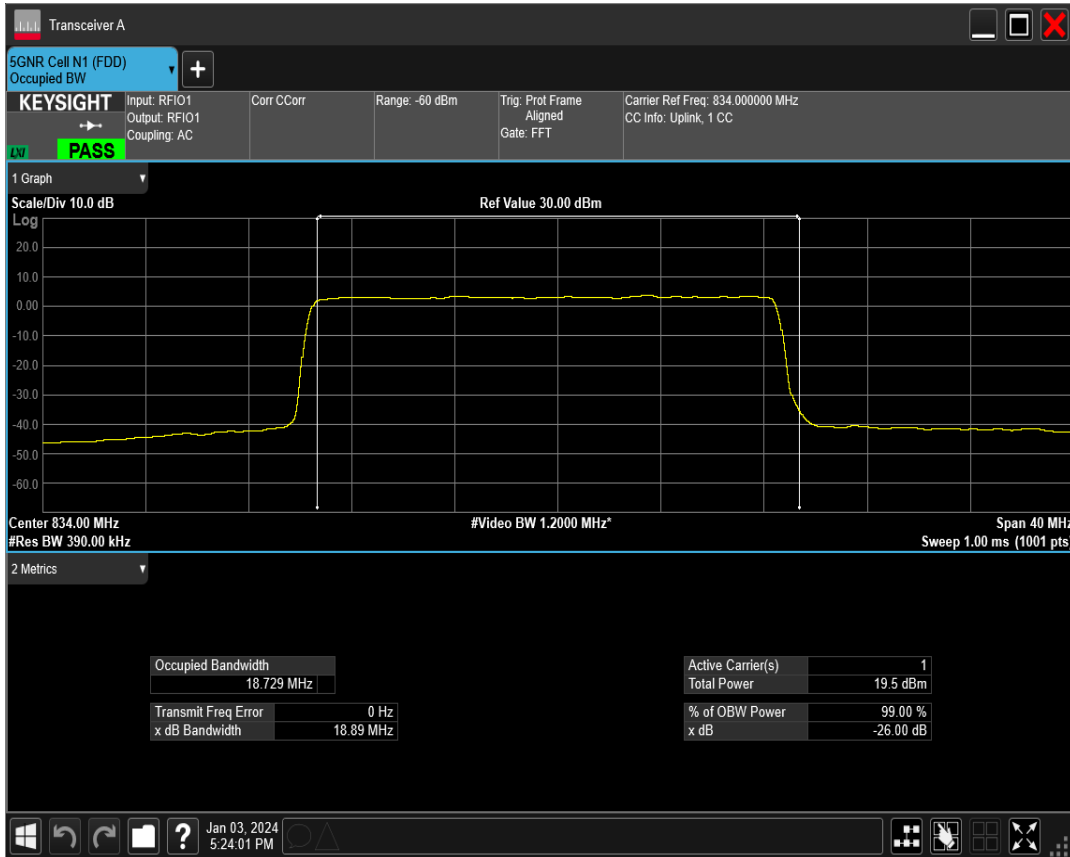 Transceiver A
5GNR Cell N1 (FDD)
Occupied BW
+
KEYSIGHT
LXI
PASS
Input: RFIO1
Output: RFIO1
Coupling: AC
Corr CCorr
Range: -60 dBm
Trig: Prot Frame
Aligned
Gate: FFT
Carrier Ref Freq: 834.000000 MHz
CC Info: Uplink, 1 CC
1 Graph
Scale/Div 10.0 dB
Ref Value 30.00 dBm
Log
20.0
10.0
0.00
-10.0
-20.0
-30.0
-40.0
-50.0
-60.0
Center 834.00 MHz
#Video BW 1.2000 MHz*
Span 40 MHz
#Res BW 390.00 kHz
Sweep 1.00 ms (1001 pts)
2 Metrics
Occupied Bandwidth
18.729 MHz
Transmit Freq Error 0 Hz
x dB Bandwidth 18.89 MHz
Active Carrier(s) 1
Total Power 19.5 dBm
% of OBW Power 99.00 %
x dB -26.00 dB
?
Jan 03, 2024
5:24:01 PM